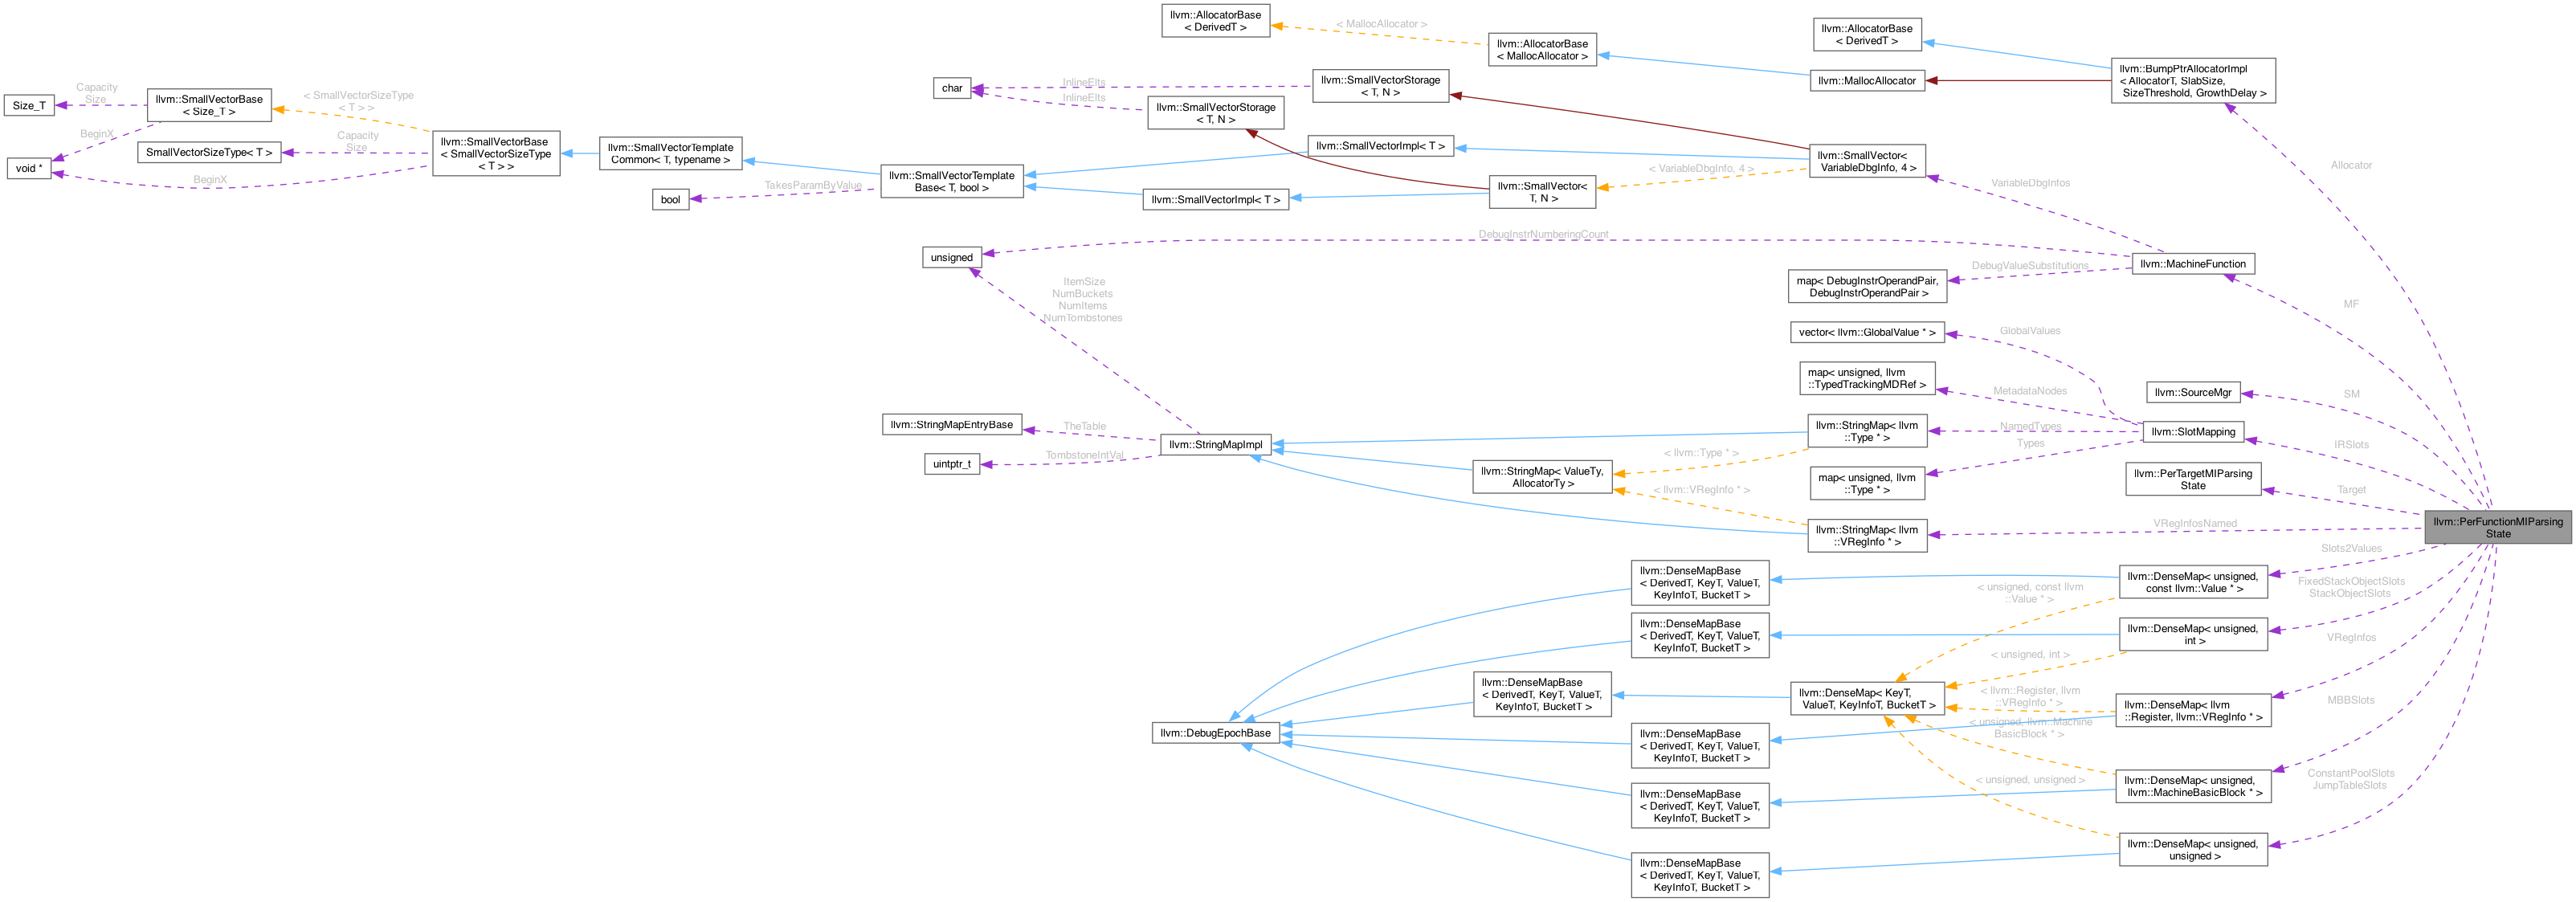 llvm::AllocatorBase
< DerivedT >
< MallocAllocator >
llvm::AllocatorBase
< MallocAllocator >
llvm::AllocatorBase
< DerivedT >
llvm::MallocAllocator
llvm::BumpPtrAllocatorImpl
< AllocatorT, SlabSize,
SizeThreshold, GrowthDelay >
Allocator
Size_T
Capacity
Size
llvm::SmallVectorBase
< Size_T >
void *
BeginX
< SmallVectorSizeType
< T > >
SmallVectorSizeType< T >
Capacity
Size
BeginX
llvm::SmallVectorBase
< SmallVectorSizeType
< T > >
llvm::SmallVectorTemplate
Common< T, typename >
bool
TakesParamByValue
llvm::SmallVectorTemplate
Base< T, bool >
char
InlineElts
InlineElts
llvm::SmallVectorStorage
< T, N >
llvm::SmallVectorStorage
< T, N >
llvm::SmallVectorImpl< T >
llvm::SmallVectorImpl< T >
llvm::SmallVector<
T, N >
< VariableDbgInfo, 4 >
llvm::SmallVector<
VariableDbgInfo, 4 >
VariableDbgInfos
unsigned
DebugInstrNumberingCount
DebugValueSubstitutions
map< DebugInstrOperandPair,
DebugInstrOperandPair >
llvm::MachineFunction
MF
ItemSize
NumBuckets
NumItems
NumTombstones
vector< llvm::GlobalValue * >
GlobalValues
map< unsigned, llvm
::TypedTrackingMDRef >
MetadataNodes
llvm::SourceMgr
SM
llvm::StringMapEntryBase
TheTable
uintptr_t
TombstoneIntVal
llvm::StringMapImpl
llvm::StringMap< llvm
::Type * >
NamedTypes
Types
llvm::SlotMapping
IRSlots
< llvm::Type * >
llvm::StringMap< ValueTy,
AllocatorTy >
< llvm::VRegInfo * >
map< unsigned, llvm
::Type * >
llvm::PerTargetMIParsing
State
Target
llvm::StringMap< llvm
::VRegInfo * >
VRegInfosNamed
llvm::PerFunctionMIParsing
State
Slots2Values
llvm::DenseMapBase
< DerivedT, KeyT, ValueT,
KeyInfoT, BucketT >
< unsigned, const llvm
::Value * >
llvm::DenseMap< unsigned,
const llvm::Value * >
FixedStackObjectSlots
StackObjectSlots
llvm::DenseMapBase
< DerivedT, KeyT, ValueT,
KeyInfoT, BucketT >
< unsigned, int >
llvm::DenseMap< unsigned,
int >
VRegInfos
llvm::DenseMapBase
< DerivedT, KeyT, ValueT,
KeyInfoT, BucketT >
llvm::DenseMap< KeyT,
ValueT, KeyInfoT, BucketT >
< llvm::Register, llvm
::VRegInfo * >
llvm::DenseMap< llvm
::Register, llvm::VRegInfo * >
MBBSlots
llvm::DebugEpochBase
llvm::DenseMapBase
< DerivedT, KeyT, ValueT,
KeyInfoT, BucketT >
< unsigned, llvm::Machine
BasicBlock * >
llvm::DenseMapBase
< DerivedT, KeyT, ValueT,
KeyInfoT, BucketT >
< unsigned, unsigned >
llvm::DenseMap< unsigned,
llvm::MachineBasicBlock * >
ConstantPoolSlots
JumpTableSlots
llvm::DenseMapBase
< DerivedT, KeyT, ValueT,
KeyInfoT, BucketT >
llvm::DenseMap< unsigned,
unsigned >